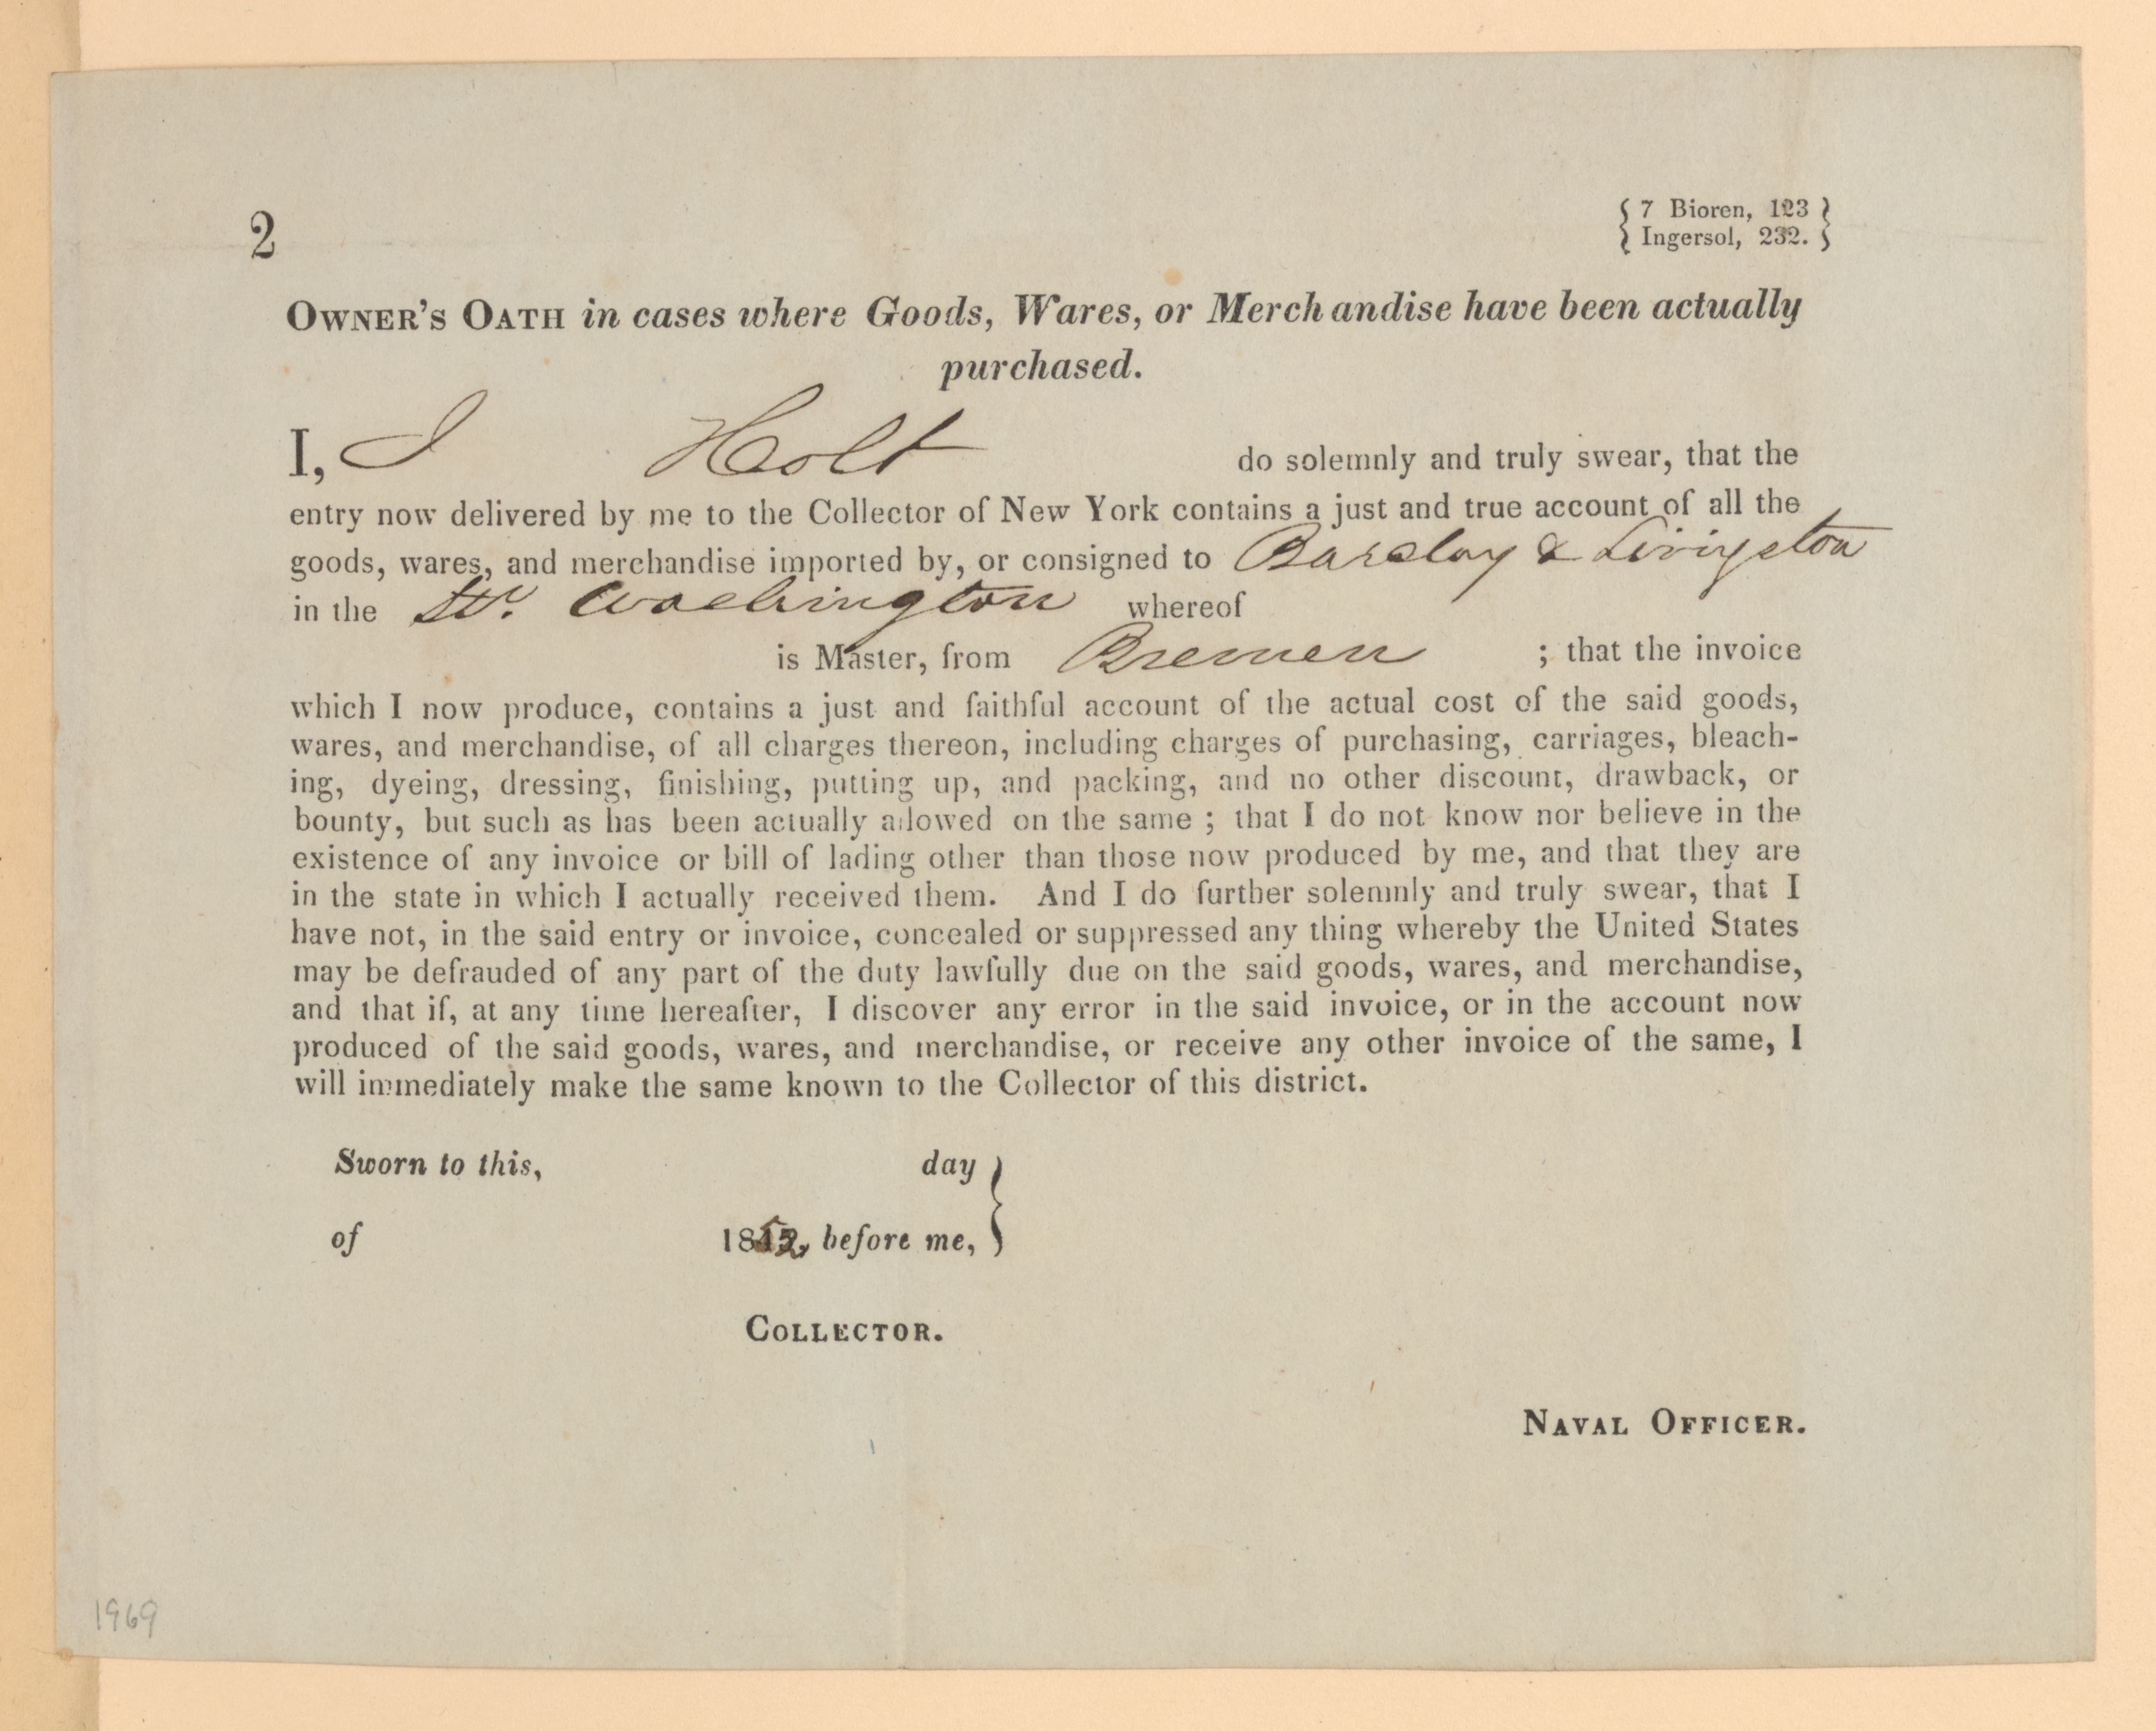 2
{ 7 Bioren, 123 }
{ Ingersol, 232. }
OWNER'S OATH in cases where Goods, Wares, or Merchandise have been actually
purchased.
I, I Holt do solemnly and truly swear, that the
entry now delivered by me to the Collector of New York contains a just and true account of all the
goods, wares, and merchandise imported by, or consigned to Barclay & Livingston
in the Str. Washington whereof
is Master, from Bremen ; that the invoice
which I now produce, contains a just and faithful account of the actual cost of the said goods,
wares, and merchandise, of all charges thereon, including charges of purchasing, carriages, bleach-
ing, dyeing, dressing, finishing, putting up, and packing, and no other discount, drawback, or
bounty, but such as has been actually allowed on the same ; that I do not know nor believe in the
existence of any invoice or bill of lading other than those now produced by me, and that they are
in the state in which I actually received them. And I do further solemnly and truly swear, that I
have not, in the said entry or invoice, concealed or suppressed any thing whereby the United States
may be defrauded of any part of the duty lawfully due on the said goods, wares, and merchandise,
and that if, at any time hereafter, I discover any error in the said invoice, or in the account now
produced of the said goods, wares, and merchandise, or receive any other invoice of the same, I
will immediately make the same known to the Collector of this district.
Sworn to this, day }
of 1852, before me,
COLLECTOR.
NAVAL OFFICER.
1969